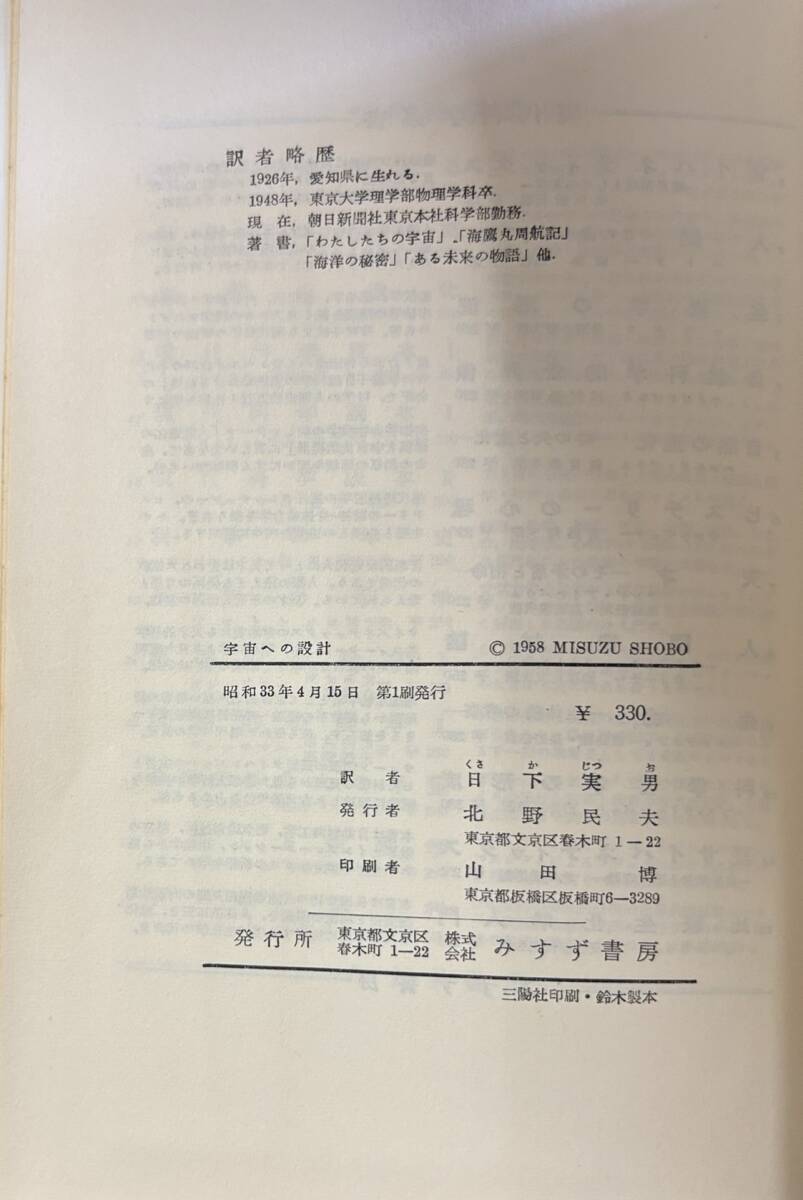 訳者略歴
1926年, 愛知県に生れる.
1948年, 東京大学理学部物理学科卒.
現在, 朝日新聞社東京本社科学部勤務.
著書, 「わたしたちの宇宙」.「海鷹丸周航記」
「海洋の秘密」「ある未来の物語」他.
宇宙への設計 © 1958 MISUZU SHOBO
昭和33年4月15日 第1刷発行
¥ 330.
くさ か じつ お
訳者 日下実男
発行者 北野民夫
東京都文京区春木町 1—22
印刷者 山田博
東京都板橋区板橋町6—3289
発行所 東京都文京区春木町 1—22 株式会社 みすず書房
三陽社印刷・鈴木製本